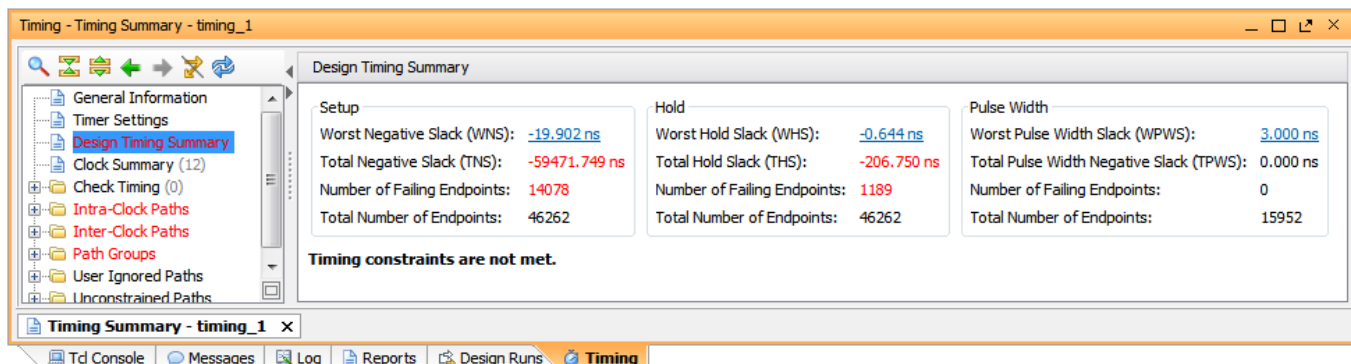 Timing - Timing Summary - timing_1
General Information
Timer Settings
Design Timing Summary
Clock Summary (12)
Check Timing (0)
Intra-Clock Paths
Inter-Clock Paths
Path Groups
User Ignored Paths
Unconstrained Paths
Design Timing Summary
Setup
Worst Negative Slack (WNS): -19.902 ns
Total Negative Slack (TNS): -59471.749 ns
Number of Failing Endpoints: 14078
Total Number of Endpoints: 46262
Hold
Worst Hold Slack (WHS): -0.644 ns
Total Hold Slack (THS): -206.750 ns
Number of Failing Endpoints: 1189
Total Number of Endpoints: 46262
Pulse Width
Worst Pulse Width Slack (WPWS): 3.000 ns
Total Pulse Width Negative Slack (TPWS): 0.000 ns
Number of Failing Endpoints: 0
Total Number of Endpoints: 15952
Timing constraints are not met.
Timing Summary - timing_1
Tcl Console Messages Log Reports Design Runs Timing